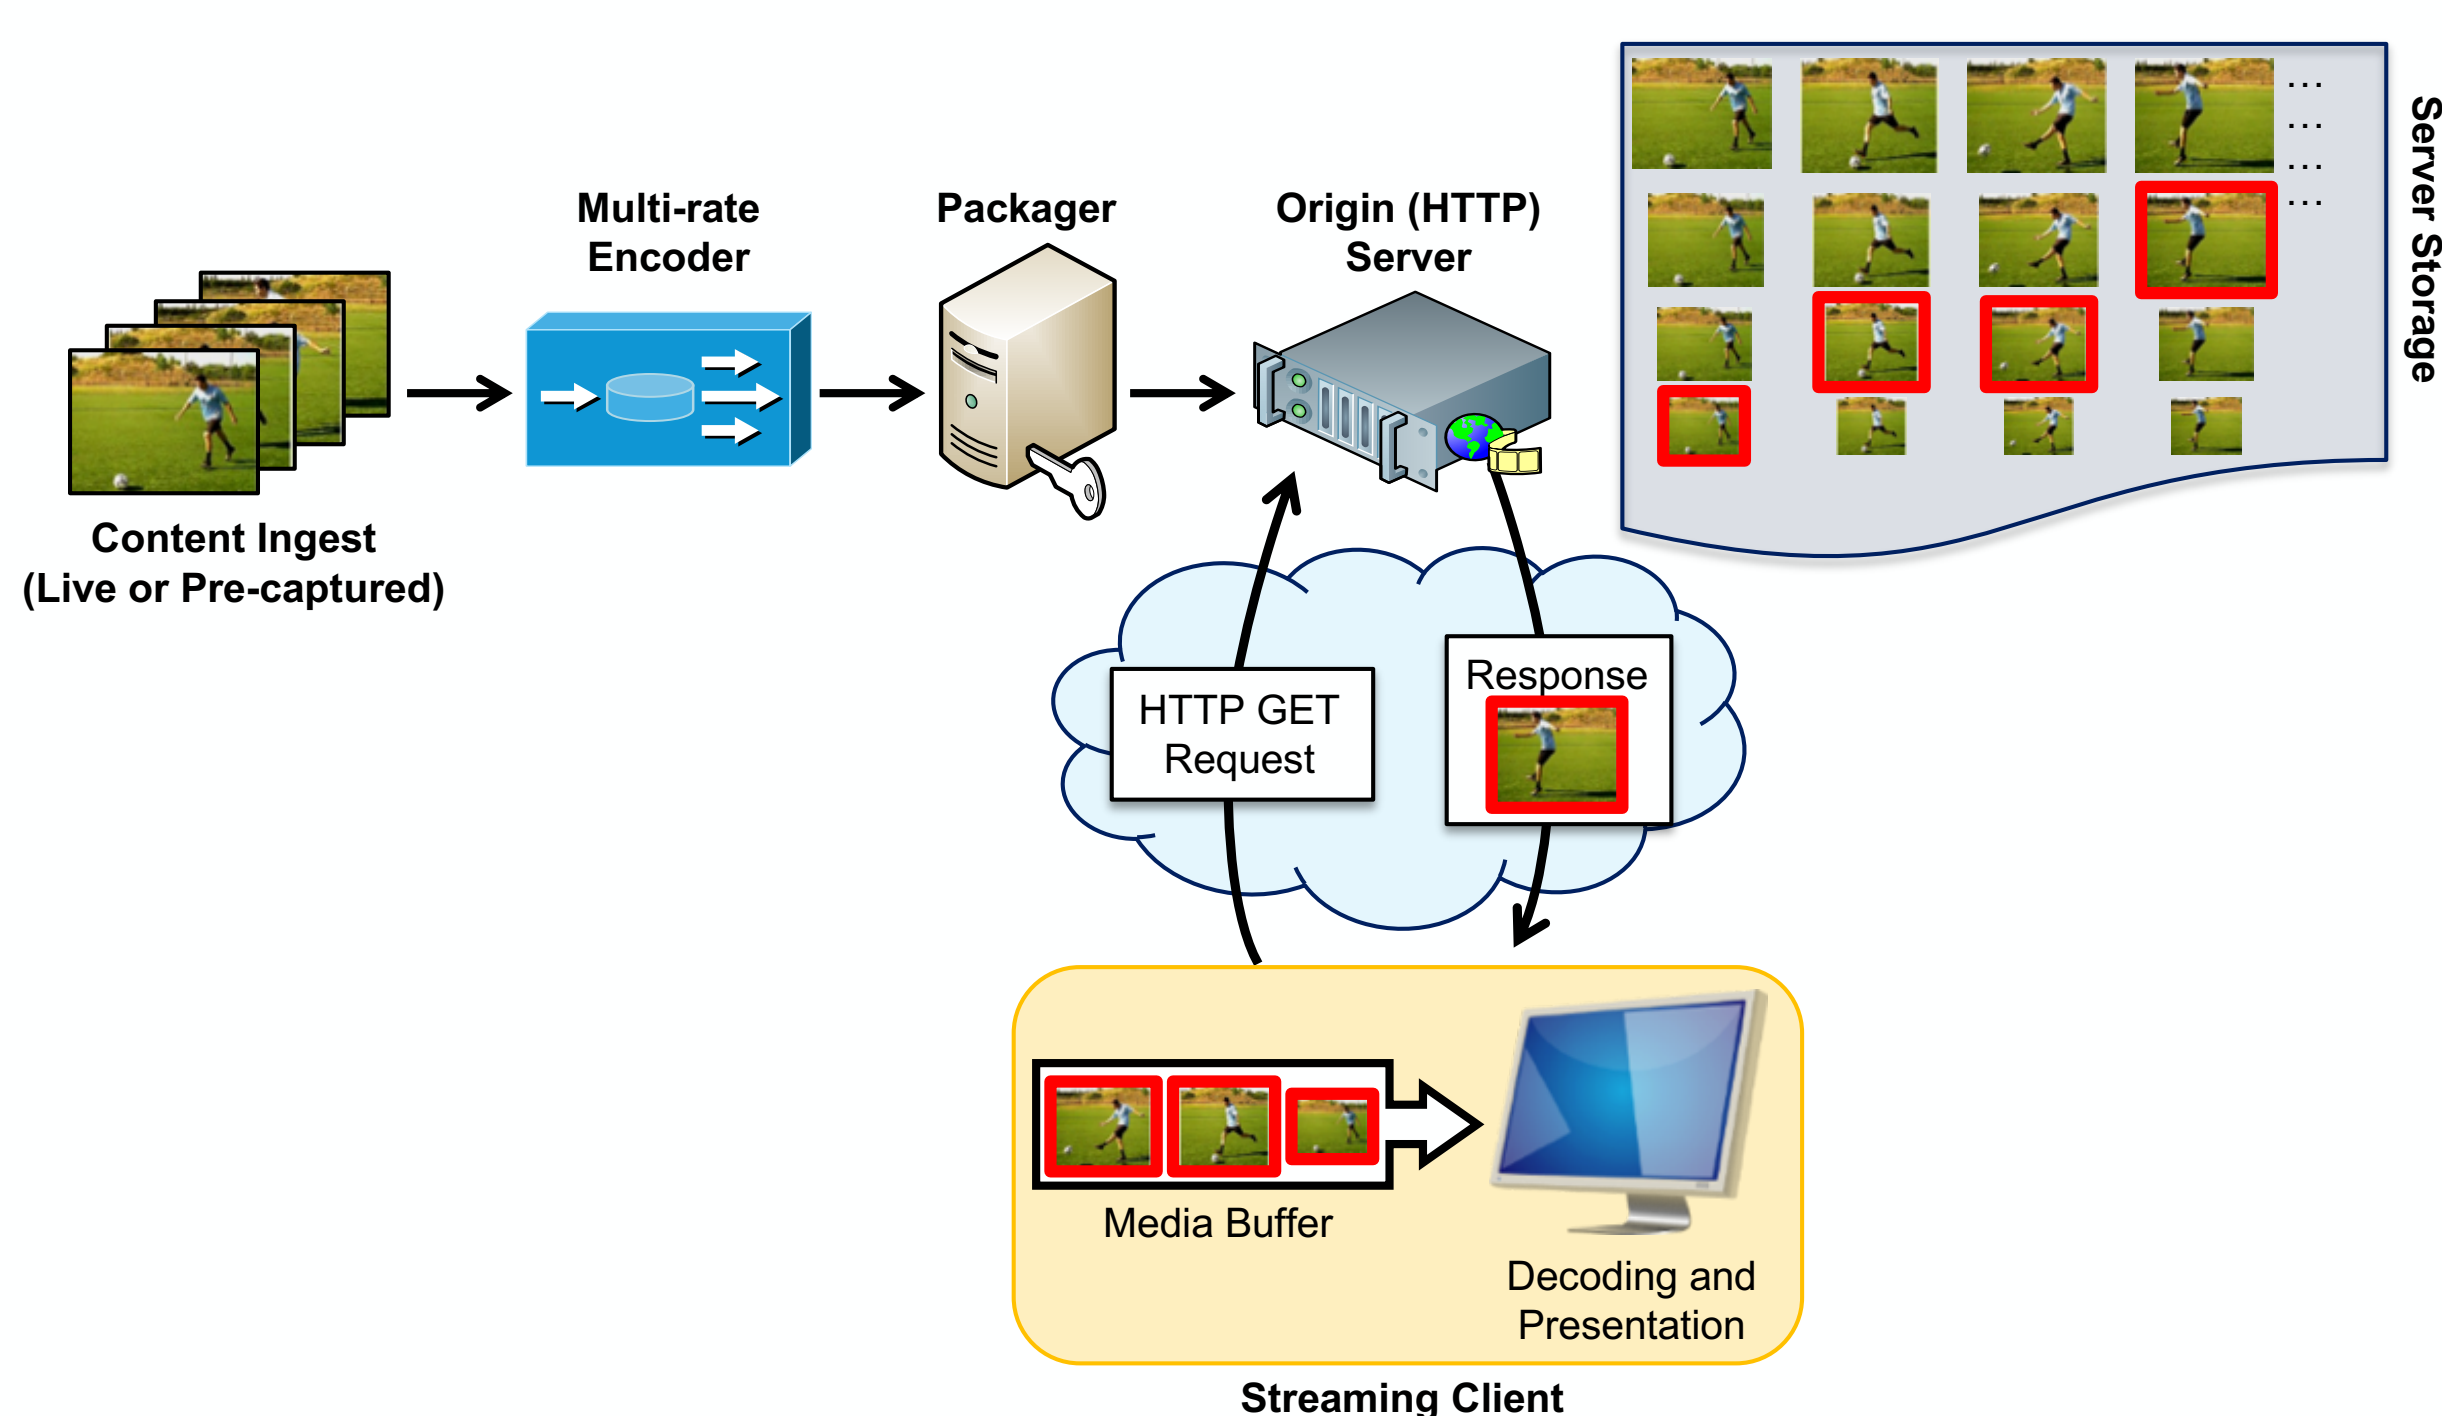 Multi-rate
Encoder
Packager
Origin (HTTP)
Server
...
...
...
...
Server Storage
Content Ingest
(Live or Pre-captured)
HTTP GET
Request
Response
Media Buffer
Decoding and
Presentation
Streaming Client